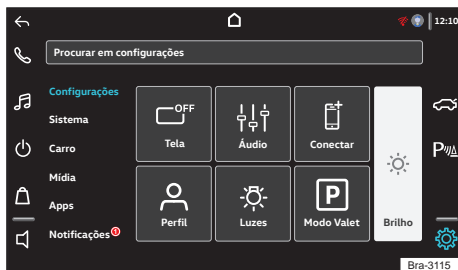 12:10
Procurar em configurações
Configurações
Sistema
Carro
Mídia
Apps
Notificações 1
OFF
Tela
Áudio
Conectar
Perfil
Luzes
P
Modo Valet
Brilho
P
Bra-3115